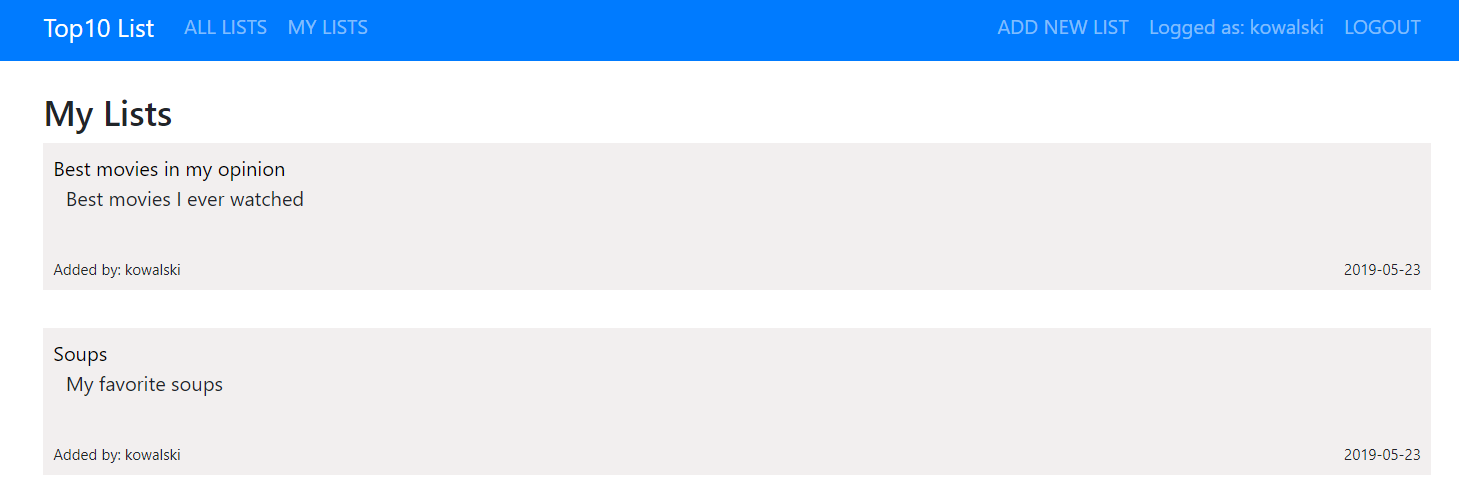 Top10 List ALL LISTS MY LISTS ADD NEW LIST Logged as: kowalski LOGOUT
My Lists
Best movies in my opinion
Best movies I ever watched
Added by: kowalski 2019-05-23
Soups
My favorite soups
Added by: kowalski 2019-05-23